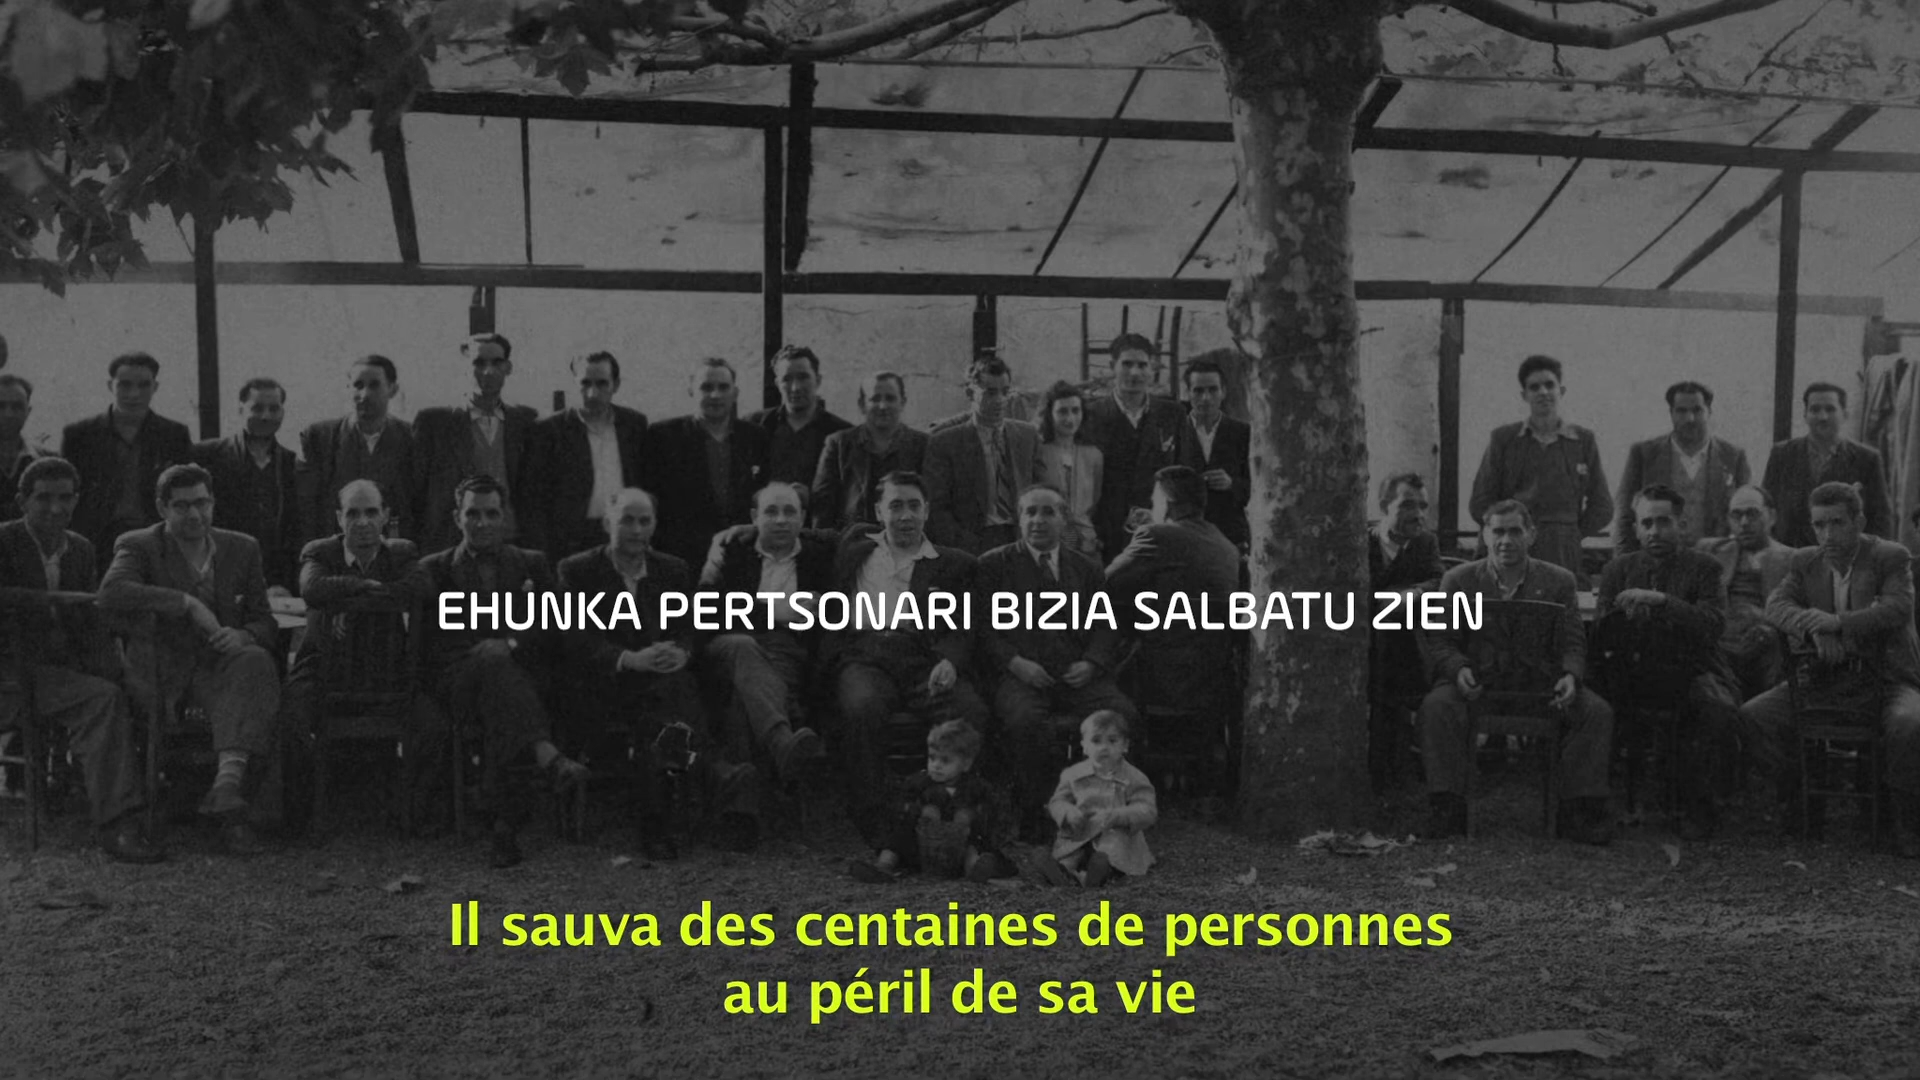 EHUNKA PERTSONARI BIZIA SALBATU ZIEN
Il sauva des centaines de personnes
au péril de sa vie